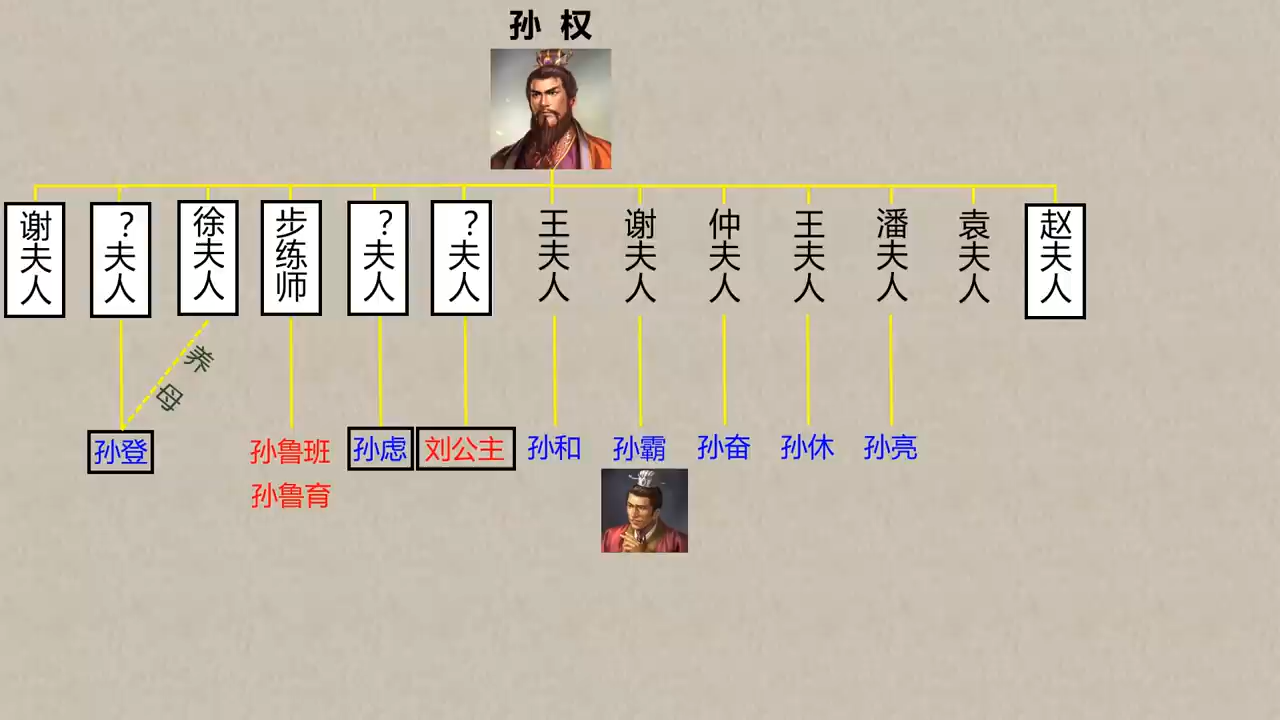 孙 权
谢夫人
？夫人
徐夫人
步练师
？夫人
？夫人
王夫人
谢夫人
仲夫人
王夫人
潘夫人
袁夫人
赵夫人
养母
孙登
孙鲁班
孙鲁育
孙虑
刘公主
孙和
孙霸
孙奋
孙休
孙亮